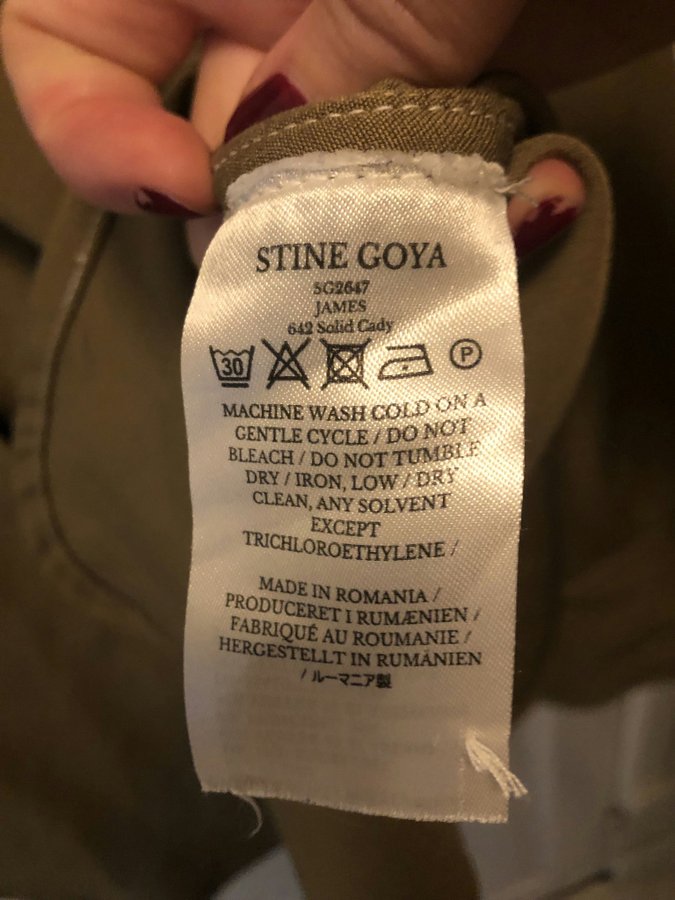 STINE GOYA
SG2647
JAMES
642 Solid Cady
30 P
MACHINE WASH COLD ON A
GENTLE CYCLE / DO NOT
BLEACH / DO NOT TUMBLE
DRY / IRON, LOW / DRY
CLEAN, ANY SOLVENT
EXCEPT
TRICHLOROETHYLENE /
MADE IN ROMANIA /
PRODUCERET I RUMÆNIEN /
FABRIQUÉ AU ROUMANIE /
HERGESTELLT IN RUMÄNIEN
/ ルーマニア製